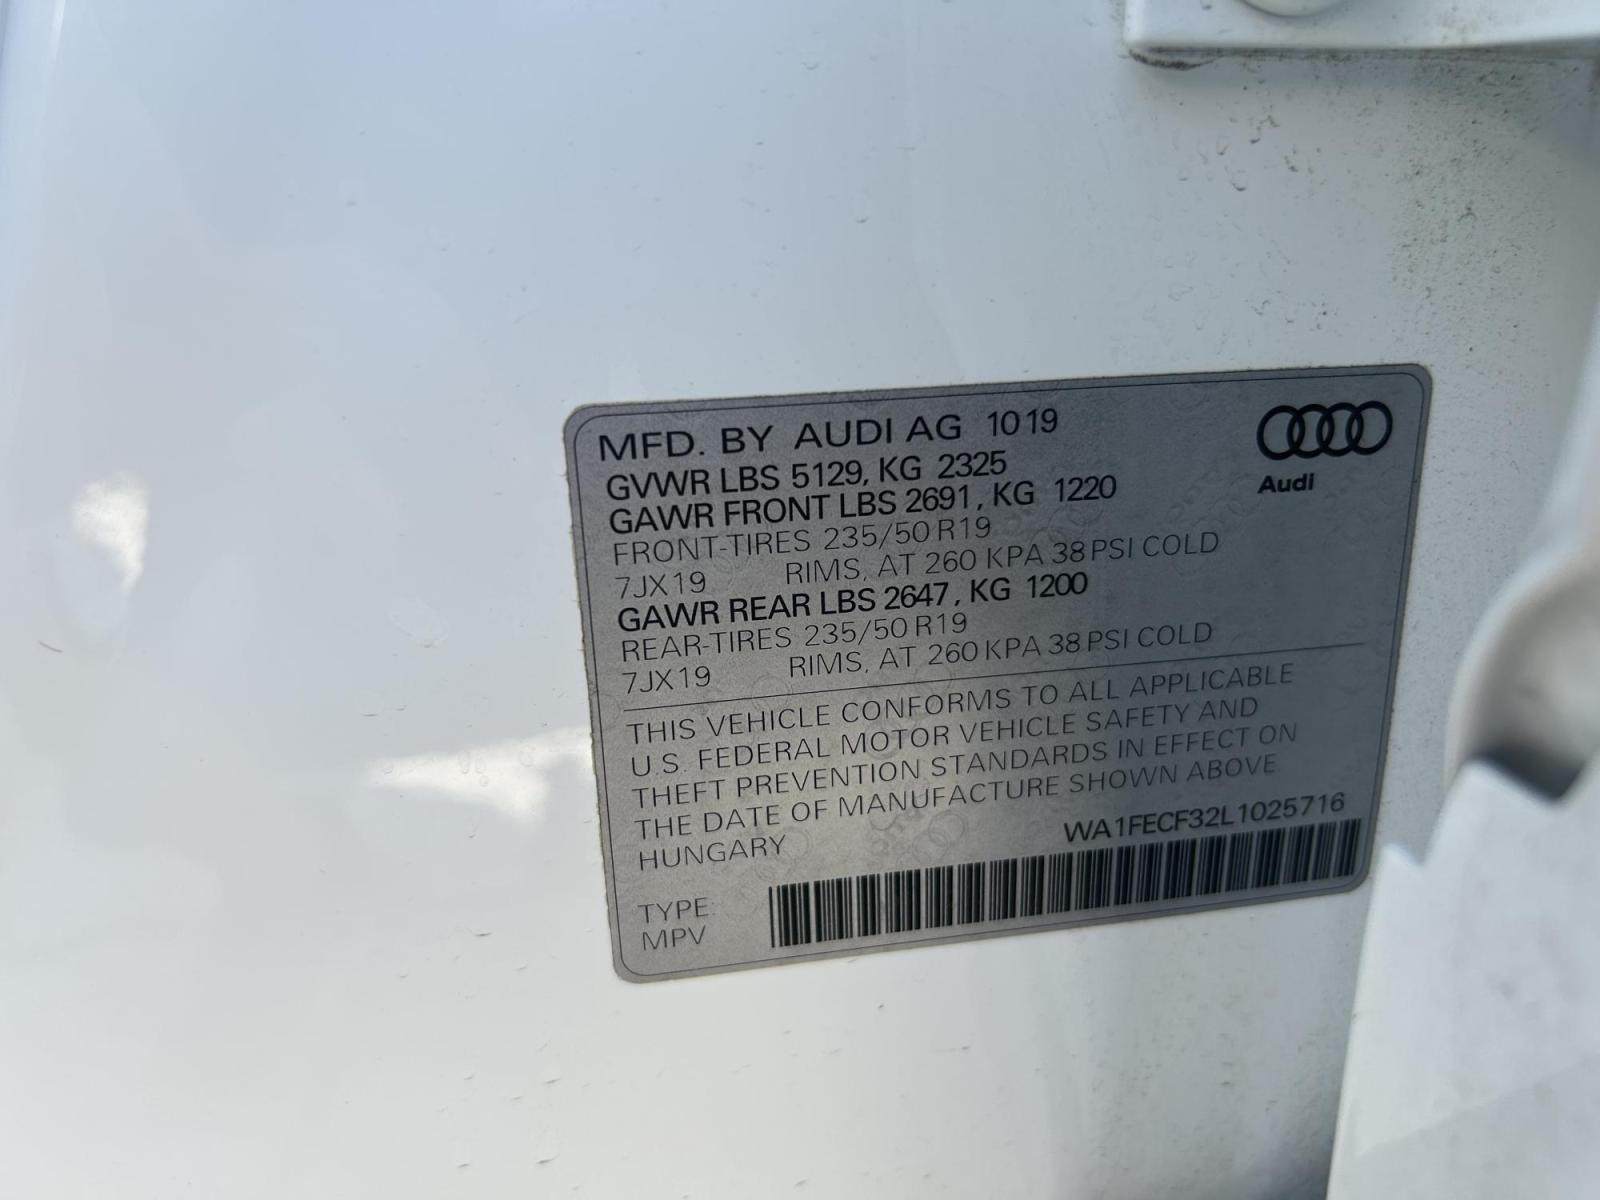 MFD. BY AUDI AG 10 19
GVWR LBS 5129, KG 2325
GAWR FRONT LBS 2691, KG 1220
FRONT-TIRES 235/50 R19
7JX19 RIMS, AT 260 KPA 38 PSI COLD
GAWR REAR LBS 2647, KG 1200
REAR-TIRES 235/50 R19
7JX19 RIMS, AT 260 KPA 38 PSI COLD
Audi
THIS VEHICLE CONFORMS TO ALL APPLICABLE
U.S. FEDERAL MOTOR VEHICLE SAFETY AND
THEFT PREVENTION STANDARDS IN EFFECT ON
THE DATE OF MANUFACTURE SHOWN ABOVE
HUNGARY WA1FECF32L1025716
TYPE:
MPV